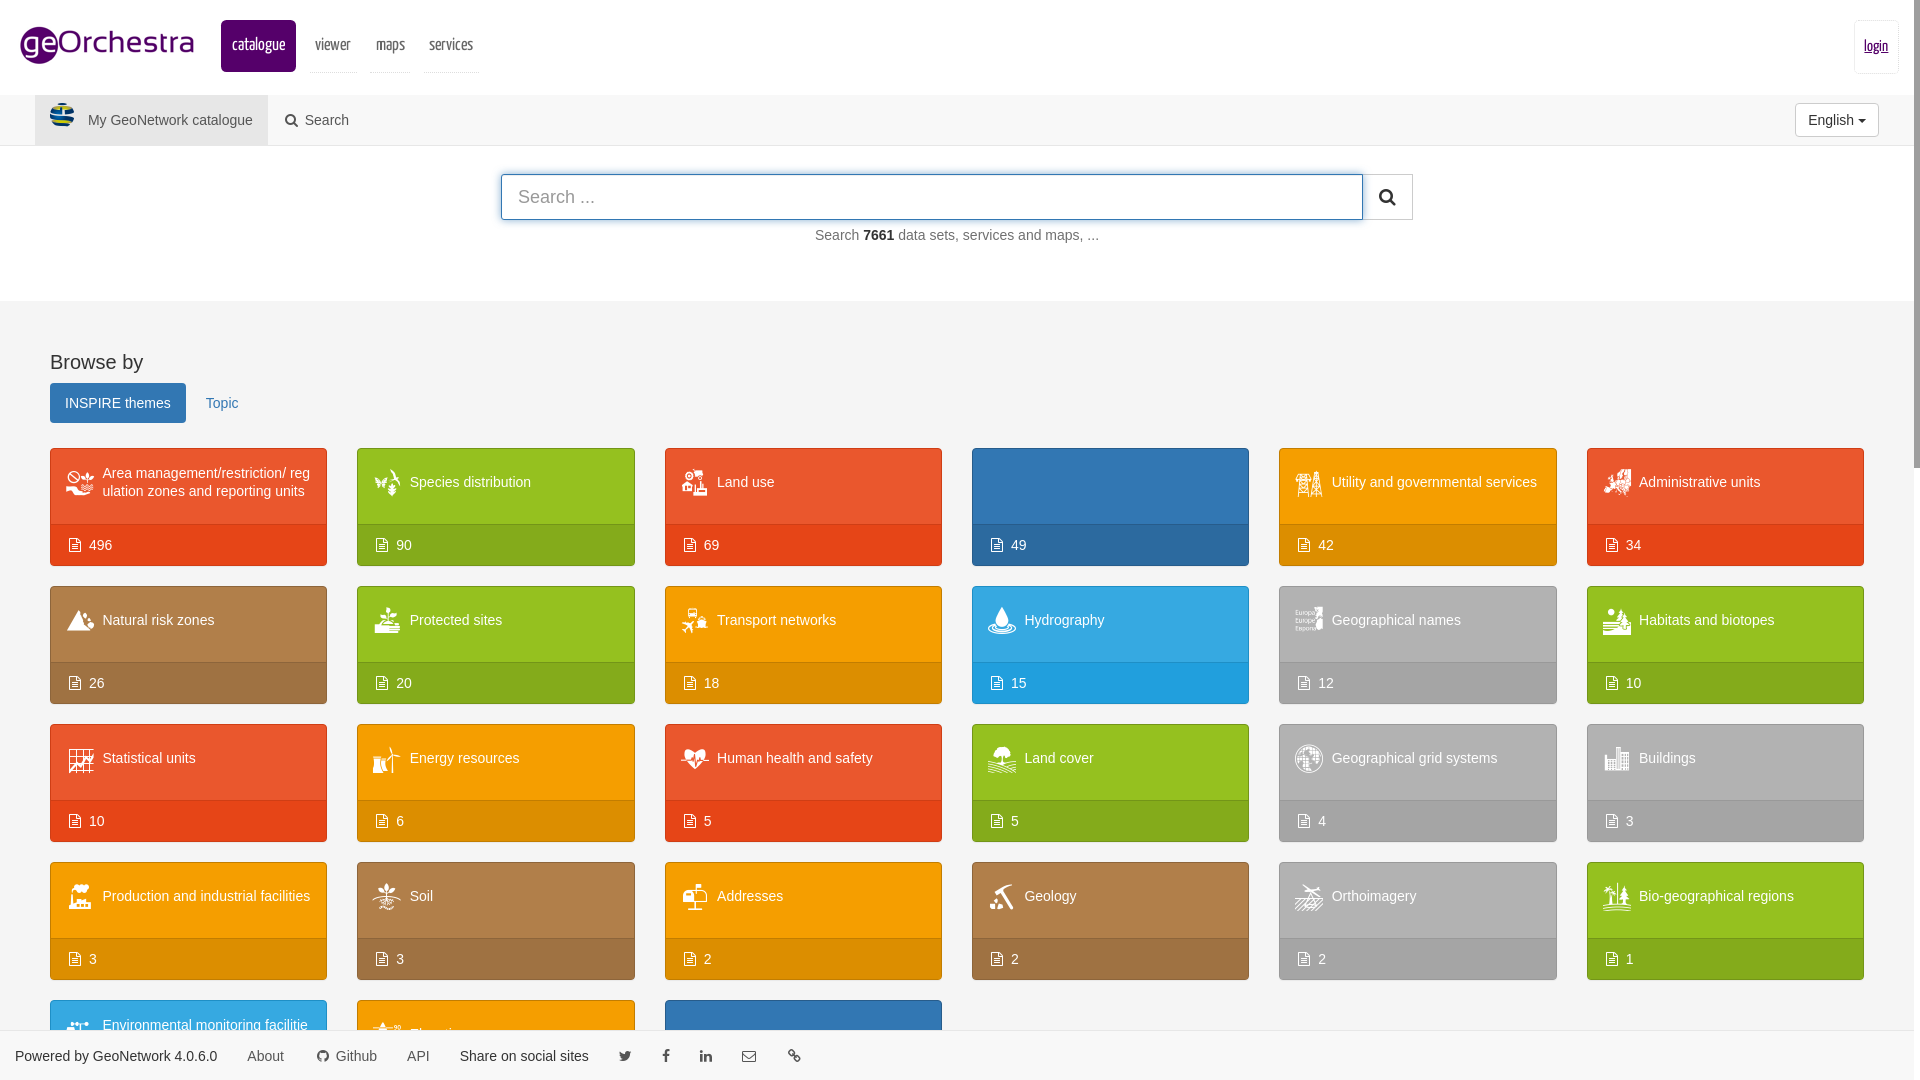 geOrchestra
catalogue
viewer
maps
services
login
My GeoNetwork catalogue
Search
English
Search ...
Search 7661 data sets, services and maps, ...
Browse by
INSPIRE themes
Topic
Area management/restriction/ reg
ulation zones and reporting units
496
Species distribution
90
Land use
69
49
Utility and governmental services
42
Administrative units
34
Natural risk zones
26
Protected sites
20
Transport networks
18
Hydrography
15
Geographical names
12
Habitats and biotopes
10
Statistical units
10
Energy resources
6
Human health and safety
5
Land cover
5
Geographical grid systems
4
Buildings
3
Production and industrial facilities
3
Soil
3
Addresses
2
Geology
2
Orthoimagery
2
Bio-geographical regions
1
Environmental monitoring facilitie
Powered by GeoNetwork 4.0.6.0
About
Github
API
Share on social sites